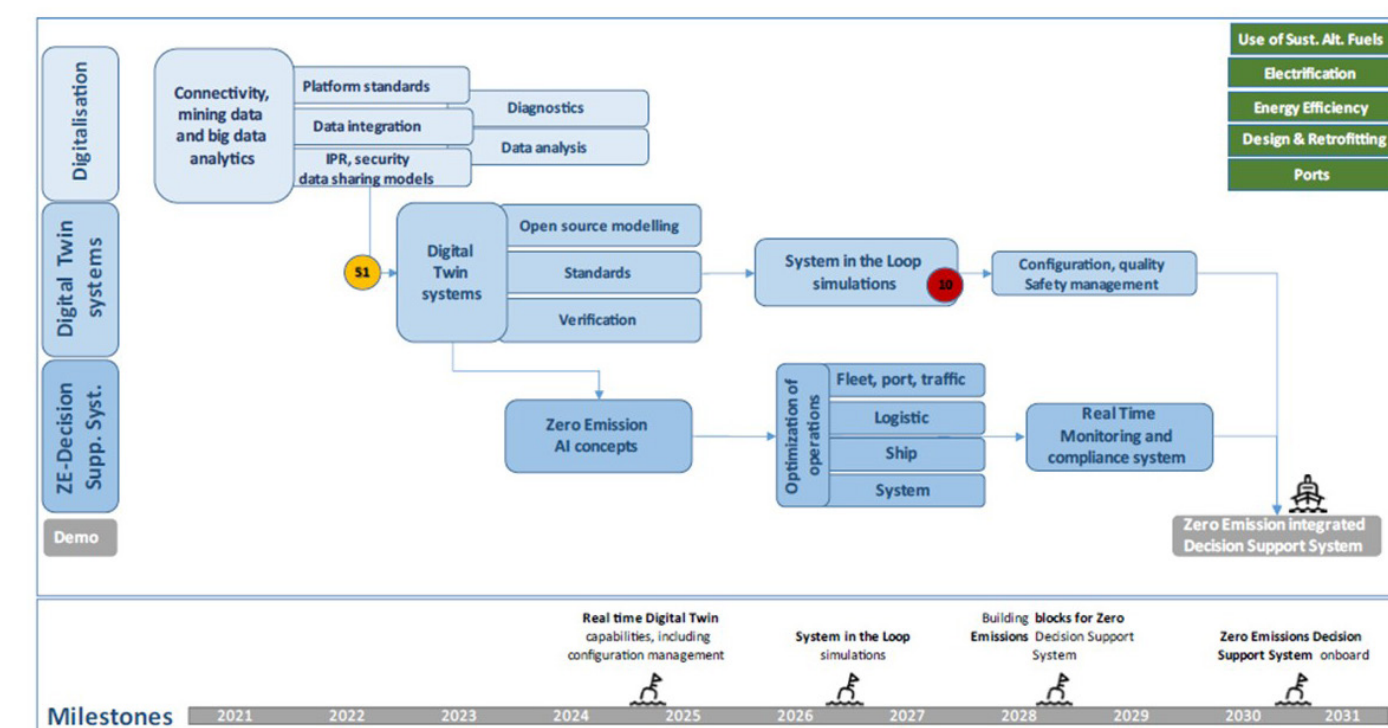 Digitalisation
Connectivity,
mining data
and big data
analytics
Platform standards
Data integration
IPR, security
data sharing models
Diagnostics
Data analysis
Use of Sust. Alt. Fuels
Electrification
Energy Efficiency
Design & Retrofitting
Ports
Digital Twin
systems
51
Digital
Twin
systems
Open source modelling
Standards
Verification
System in the Loop
simulations
10
Configuration, quality
Safety management
ZE-Decision
Supp. Syst.
Zero Emission
AI concepts
Optimization of
operations
Fleet, port, traffic
Logistic
Ship
System
Real Time
Monitoring and
compliance system
Demo
Zero Emission integrated
Decision Support System
Real time Digital Twin
capabilities, including
configuration management
System in the Loop
simulations
Building blocks for Zero
Emissions Decision Support
System
Zero Emissions Decision
Support System onboard
Milestones
2021 2022 2023 2024 2025 2026 2027 2028 2029 2030 2031